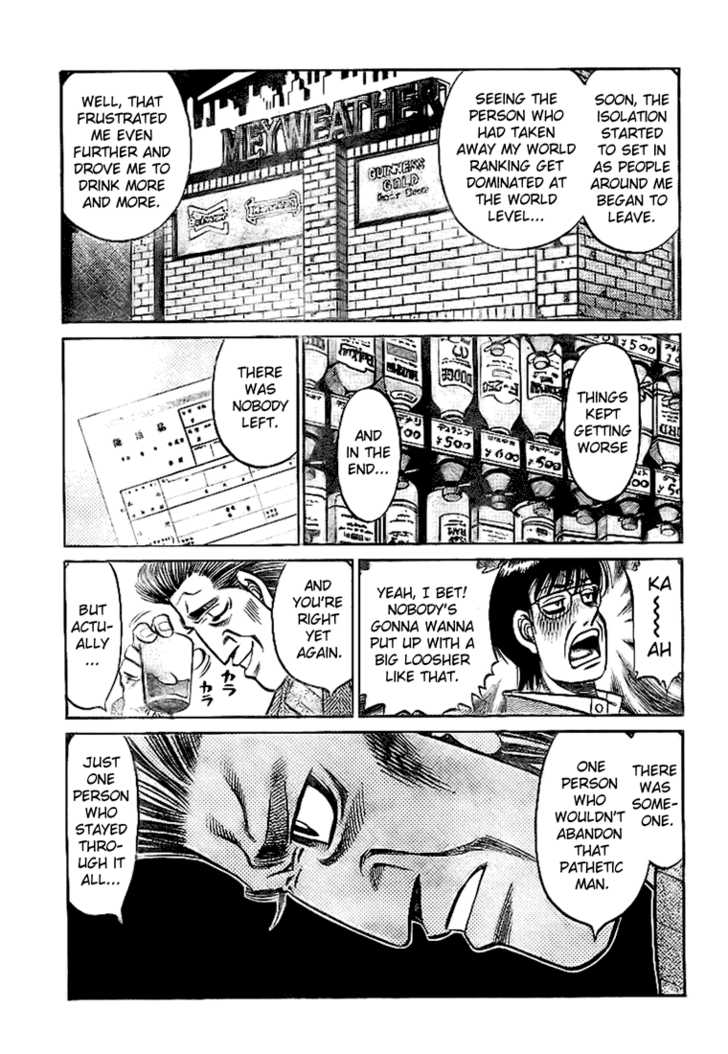 SOON, THE
ISOLATION
STARTED
TO SET IN
AS PEOPLE
AROUND ME
BEGAN TO
LEAVE.
SEEING THE
PERSON WHO
HAD TAKEN
AWAY MY WORLD
RANKING GET
DOMINATED AT
THE WORLD
LEVEL...
WELL, THAT
FRUSTRATED
ME EVEN
FURTHER AND
DROVE ME TO
DRINK MORE
AND MORE.
MEYWEATHER
GUINNESS
GOLD
THINGS
KEPT
GETTING
WORSE
AND
IN THE
END...
¥500
¥500
¥600
¥500
DODGE
F-250
THERE
WAS
NOBODY
LEFT.
KA
AH
YEAH, I BET!
NOBODY'S
GONNA WANNA
PUT UP WITH A
BIG LOOSHER
LIKE THAT.
AND
YOU'RE
RIGHT
YET
AGAIN.
カラ
カラ
BUT
ACTU-
ALLY
...
THERE
WAS
SOME-
ONE.
ONE
PERSON
WHO
WOULDN'T
ABANDON
THAT
PATHETIC
MAN.
JUST
ONE
PERSON
WHO
STAYED
THRO-
UGH IT
ALL...